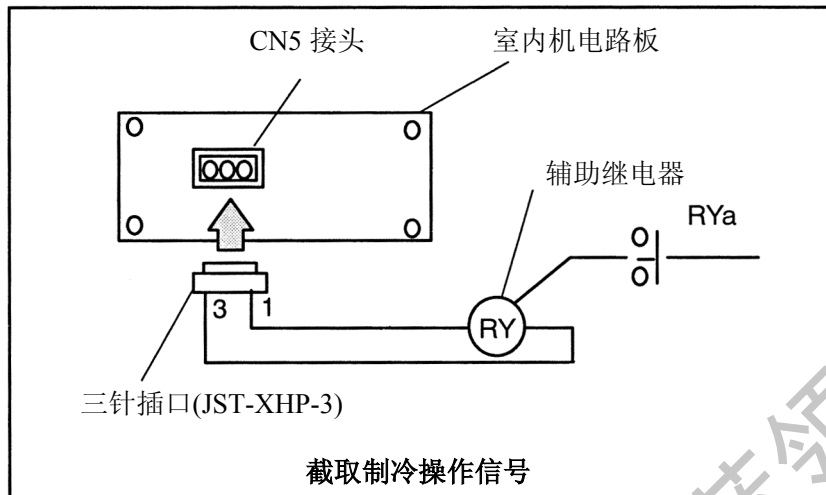 CN5 接头
室内机电路板
辅助继电器
RYa
3 1
RY
三针插口(JST-XHP-3)
截取制冷操作信号